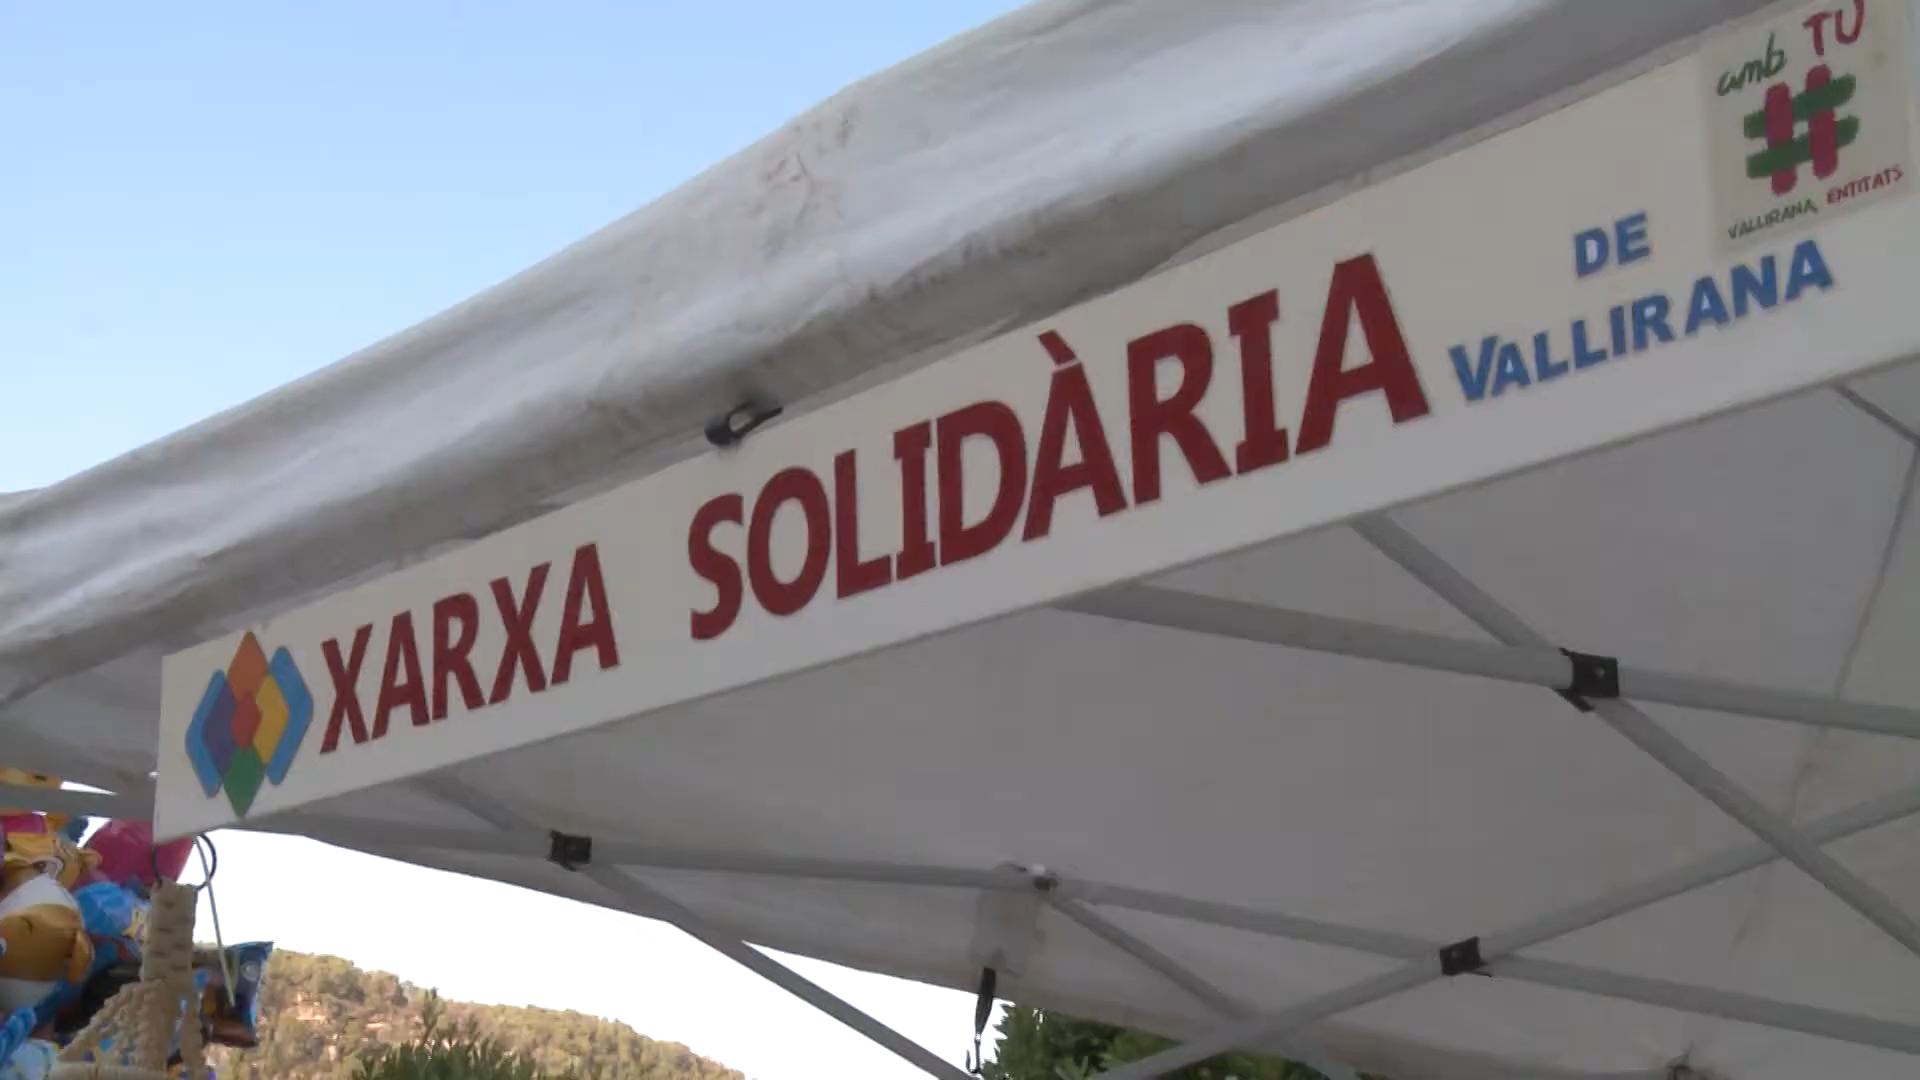 XARXA SOLIDÀRIA
DE
VALLIRANA
amb TU
VALLIRANA, ENTITATS